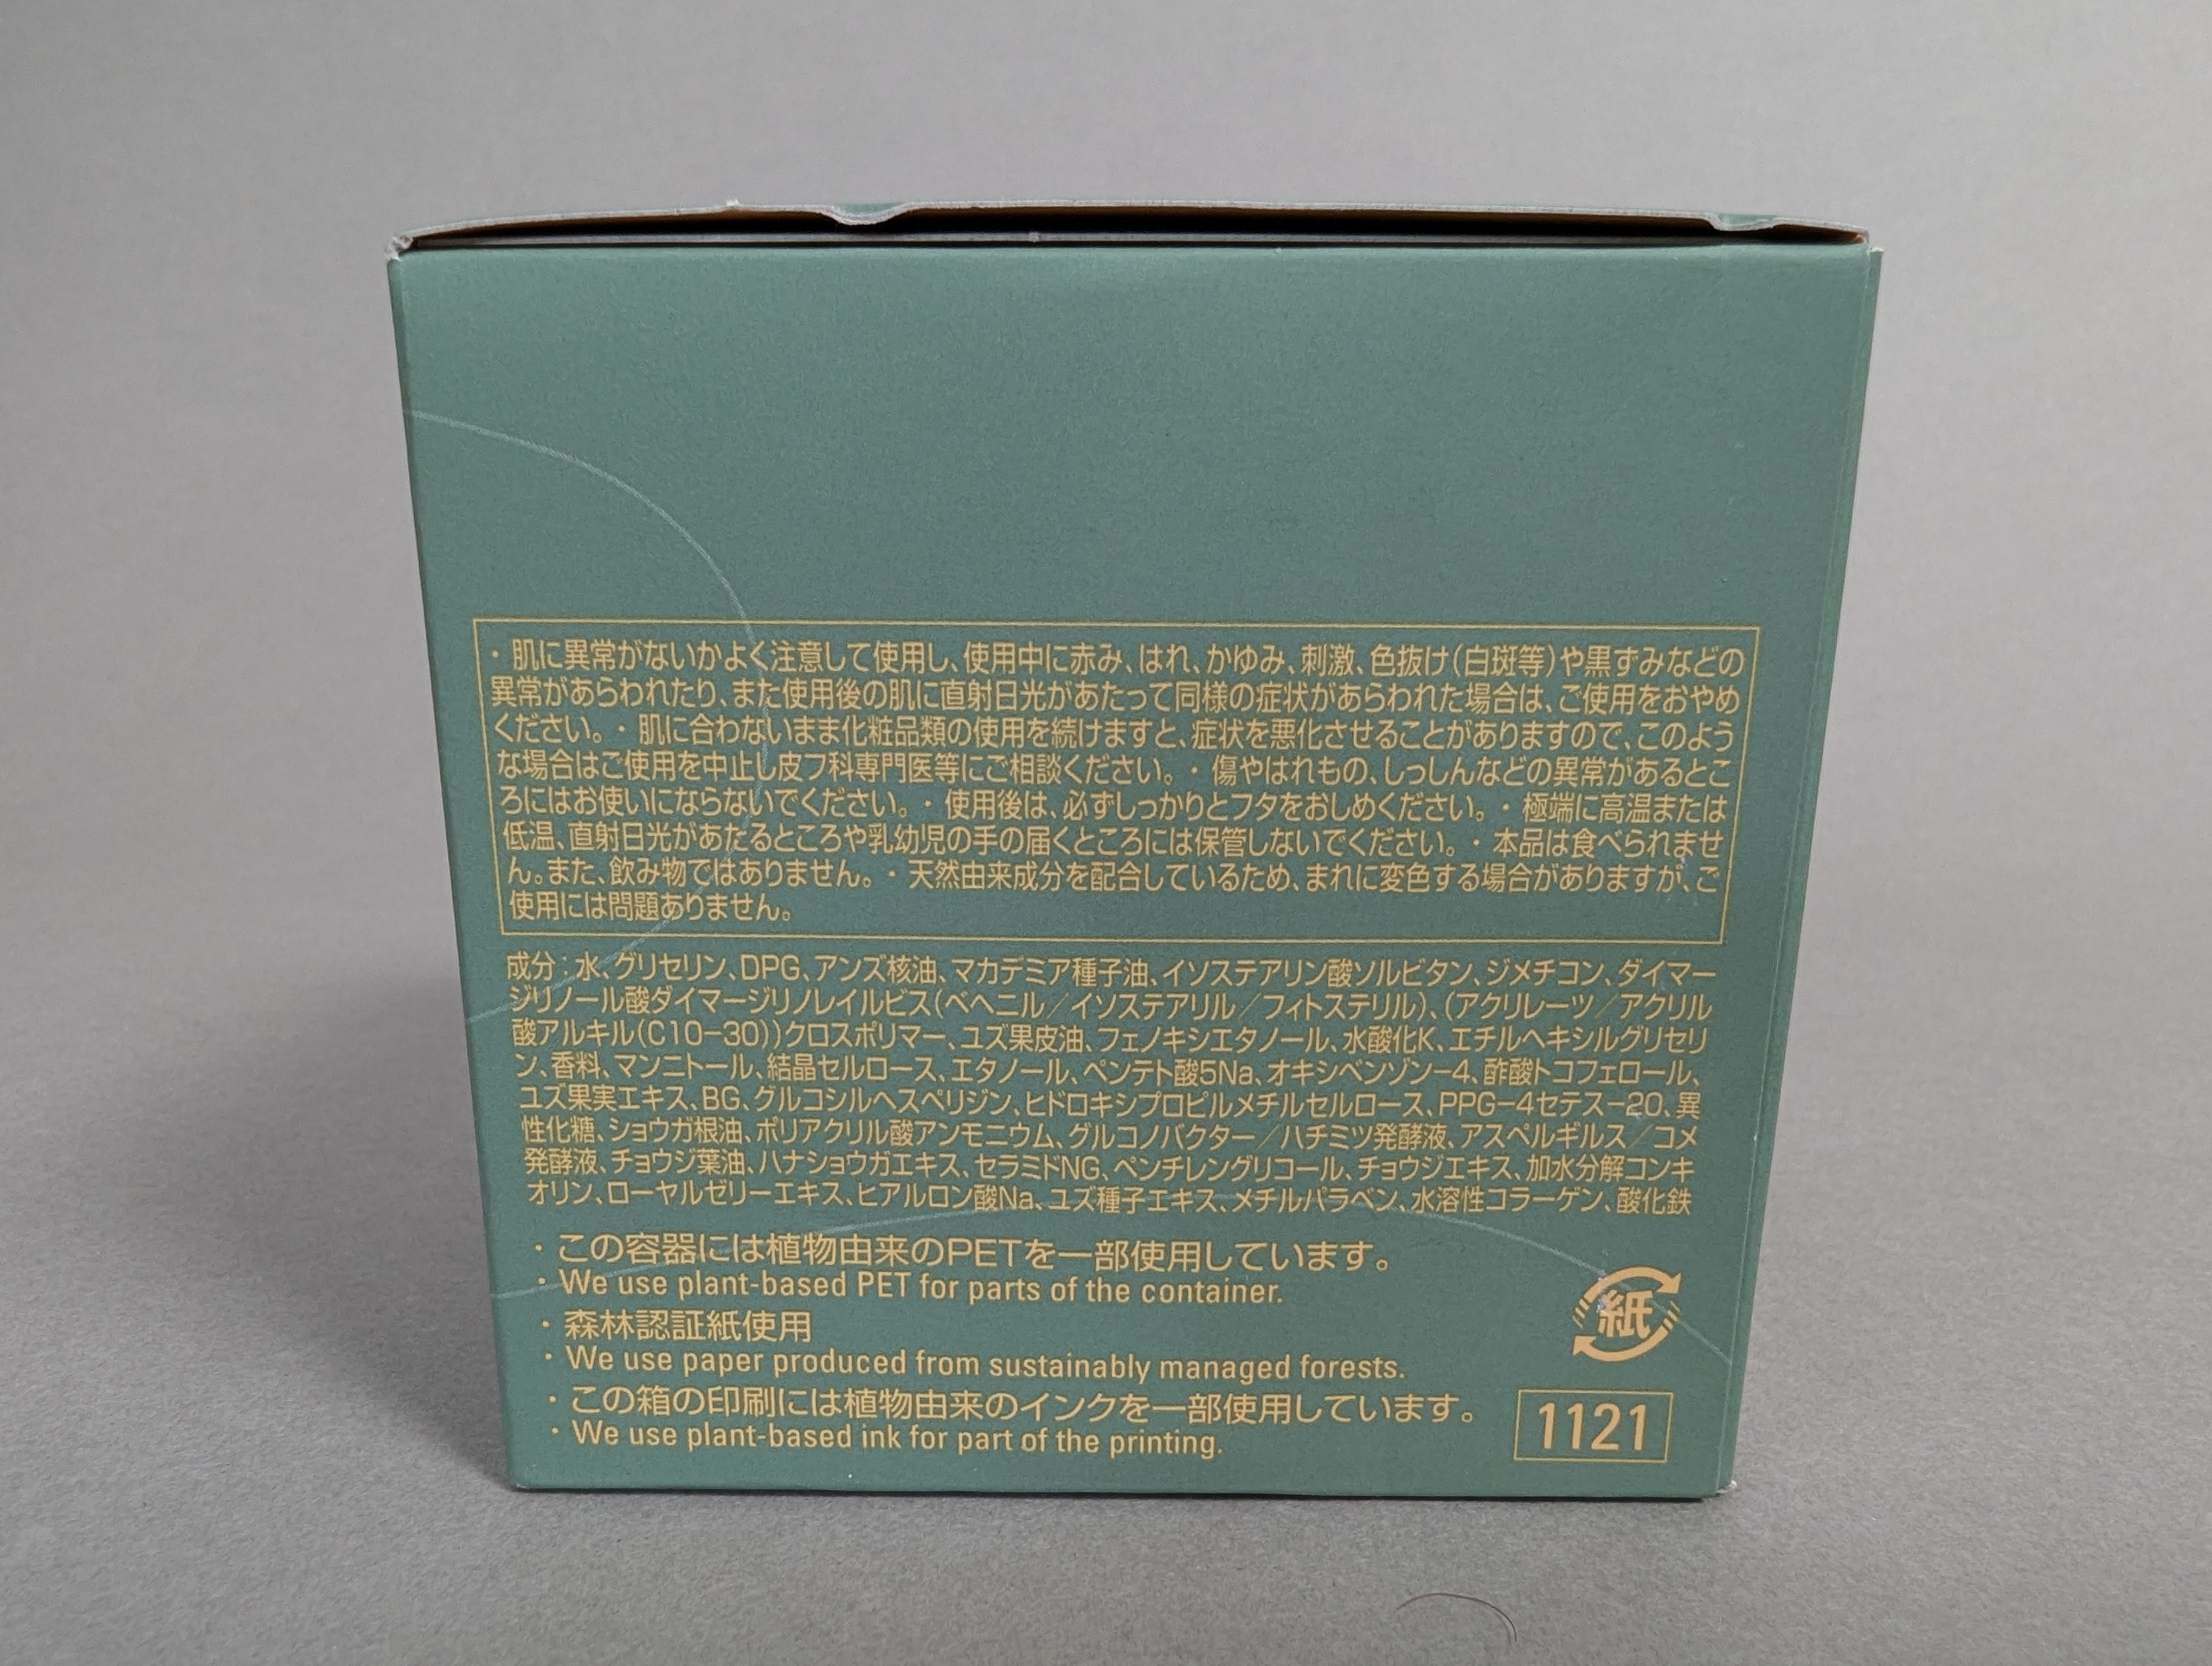 ・肌に異常がないかよく注意して使用し、使用中に赤み、はれ、かゆみ、刺激、色抜け(白斑等)や黒ずみなどの
異常があらわれたり、また使用後の肌に直射日光があたって同様の症状があらわれた場合は、ご使用をおやめ
ください。・肌に合わないまま化粧品類の使用を続けますと、症状を悪化させることがありますので、このよう
な場合はご使用を中止し皮フ科専門医等にご相談ください。・傷やはれもの、しっしんなどの異常があるとこ
ろにはお使いにならないでください。・使用後は、必ずしっかりとフタをおしめください。・極端に高温または
低温、直射日光があたるところや乳幼児の手の届くところには保管しないでください。・本品は食べられませ
ん。また、飲み物ではありません。・天然由来成分を配合しているため、まれに変色する場合がありますが、ご
使用には問題ありません。
成分:水、グリセリン、DPG、アンズ核油、マカデミア種子油、イソステアリン酸ソルビタン、ジメチコン、ダイマー
ジリノール酸ダイマージリノレイルビス(ベヘニル/イソステアリル/フィトステリル)、(アクリレーツ/アクリル
酸アルキル(C10-30))クロスポリマー、ユズ果皮油、フェノキシエタノール、水酸化K、エチルヘキシルグリセリ
ン、香料、マンニトール、結晶セルロース、エタノール、ペンテト酸5Na、オキシベンゾン-4、酢酸トコフェロール、
ユズ果実エキス、BG、グルコシルヘスペリジン、ヒドロキシプロピルメチルセルロース、PPG-4セテス-20、異
性化糖、ショウガ根油、ポリアクリル酸アンモニウム、グルコノバクター/ハチミツ発酵液、アスペルギルス/コメ
発酵液、チョウジ葉油、ハナショウガエキス、セラミドNG、ペンチレングリコール、チョウジエキス、加水分解コンキ
オリン、ローヤルゼリーエキス、ヒアルロン酸Na、ユズ種子エキス、メチルパラベン、水溶性コラーゲン、酸化鉄
・この容器には植物由来のPETを一部使用しています。
・We use plant-based PET for parts of the container.
・森林認証紙使用
・We use paper produced from sustainably managed forests.
・この箱の印刷には植物由来のインクを一部使用しています。
・We use plant-based ink for part of the printing.
紙
1121